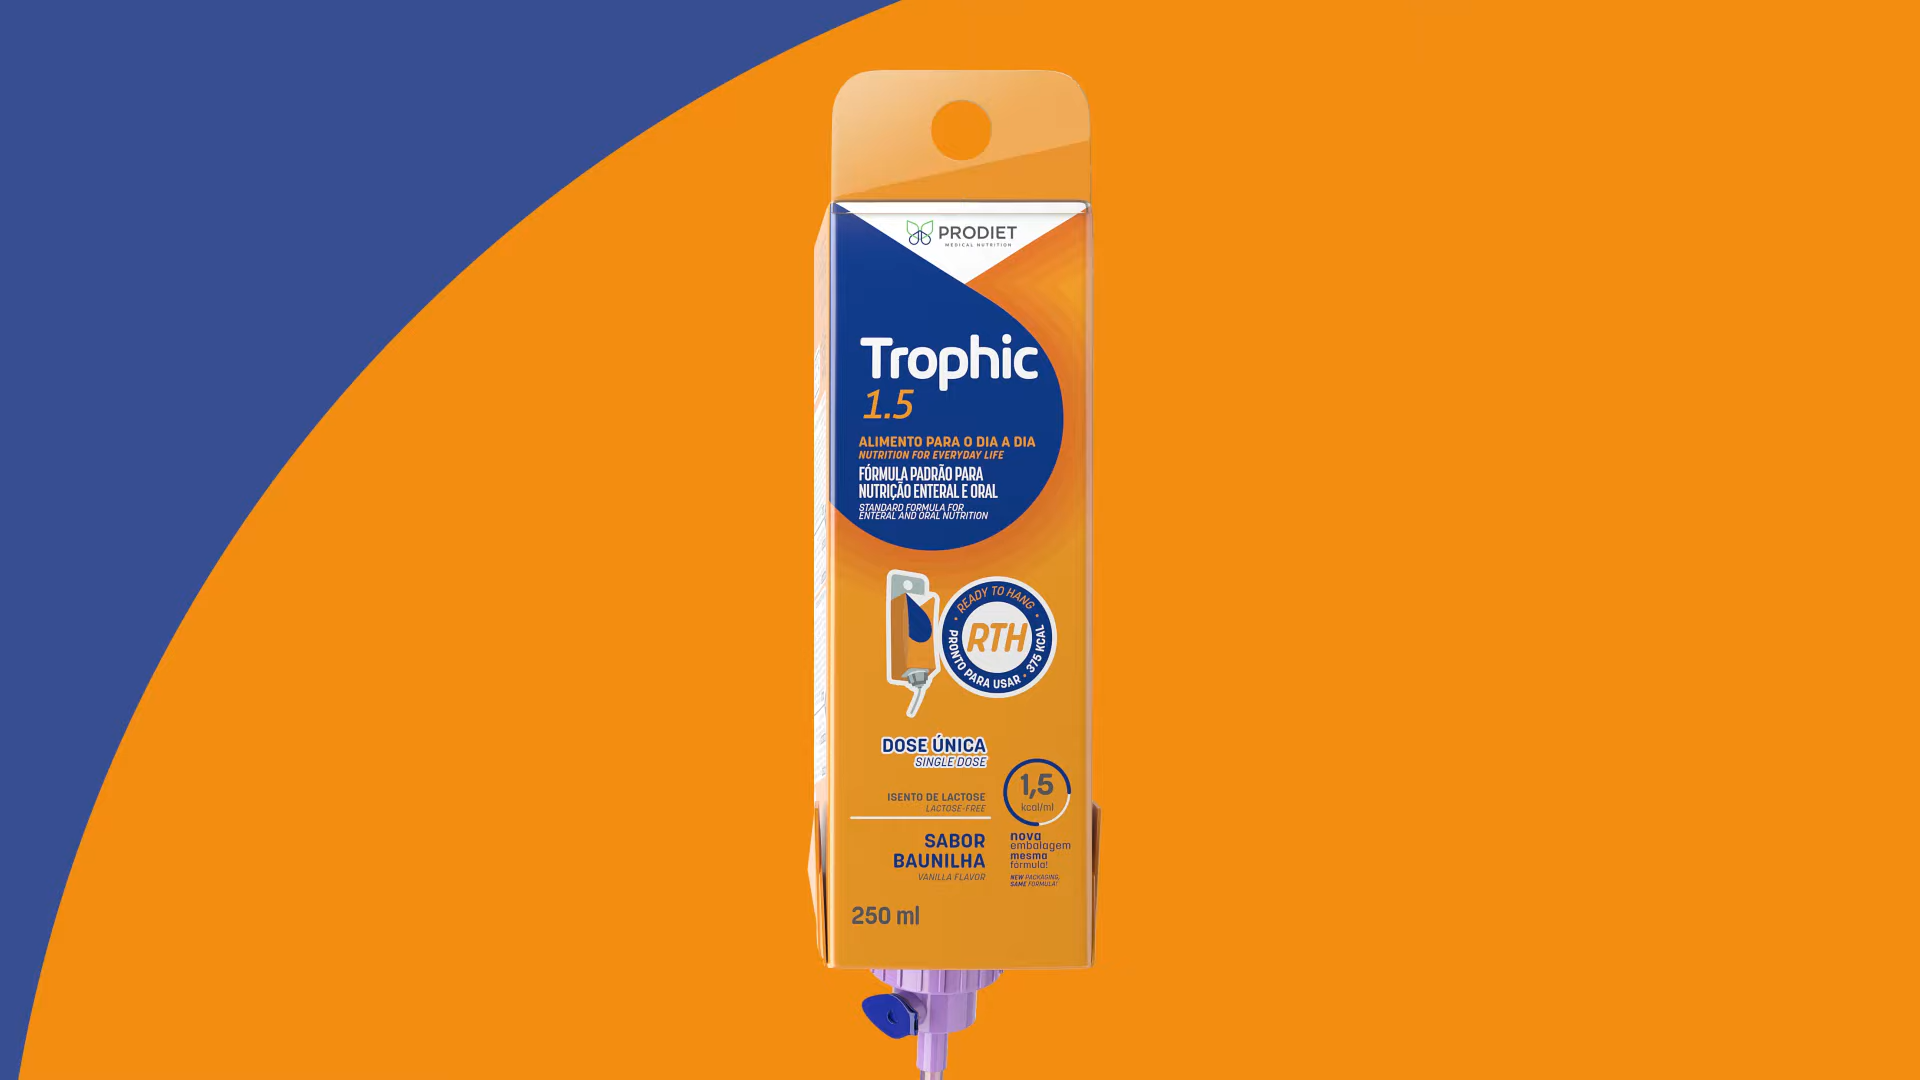 PRODIET
MEDICAL NUTRITION
Trophic
1.5
ALIMENTO PARA O DIA A DIA
NUTRITION FOR EVERYDAY LIFE
FÓRMULA PADRÃO PARA
NUTRIÇÃO ENTERAL E ORAL
STANDARD FORMULA FOR
ENTERAL AND ORAL NUTRITION
• READY TO HANG •
RTH
PRONTO PARA USAR • 375 KCAL
DOSE ÚNICA
SINGLE DOSE
ISENTO DE LACTOSE
LACTOSE-FREE
1,5
kcal/ml
SABOR
BAUNILHA
VANILLA FLAVOR
nova
embalagem
mesma
fórmula!
NEW PACKAGING,
SAME FORMULA!
250 ml